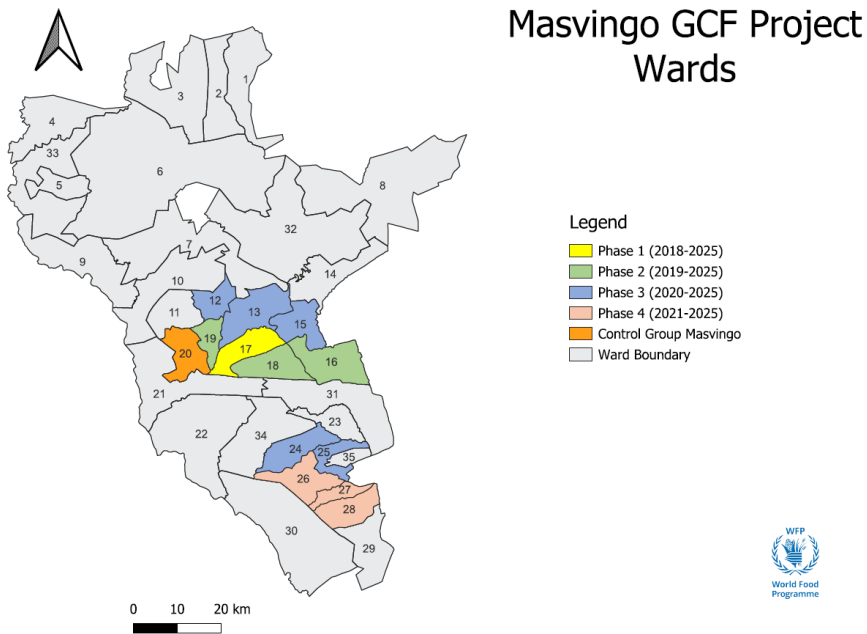 Masvingo GCF Project
Wards
1
2
3
4
33
5
6
8
32
7
9
10
14
12
13
11
15
19
17
20
18
16
21
31
23
22
34
24
25
35
26
27
28
30
29
Legend
Phase 1 (2018-2025)
Phase 2 (2019-2025)
Phase 3 (2020-2025)
Phase 4 (2021-2025)
Control Group Masvingo
Ward Boundary
WFP
World Food
Programme
0 10 20 km